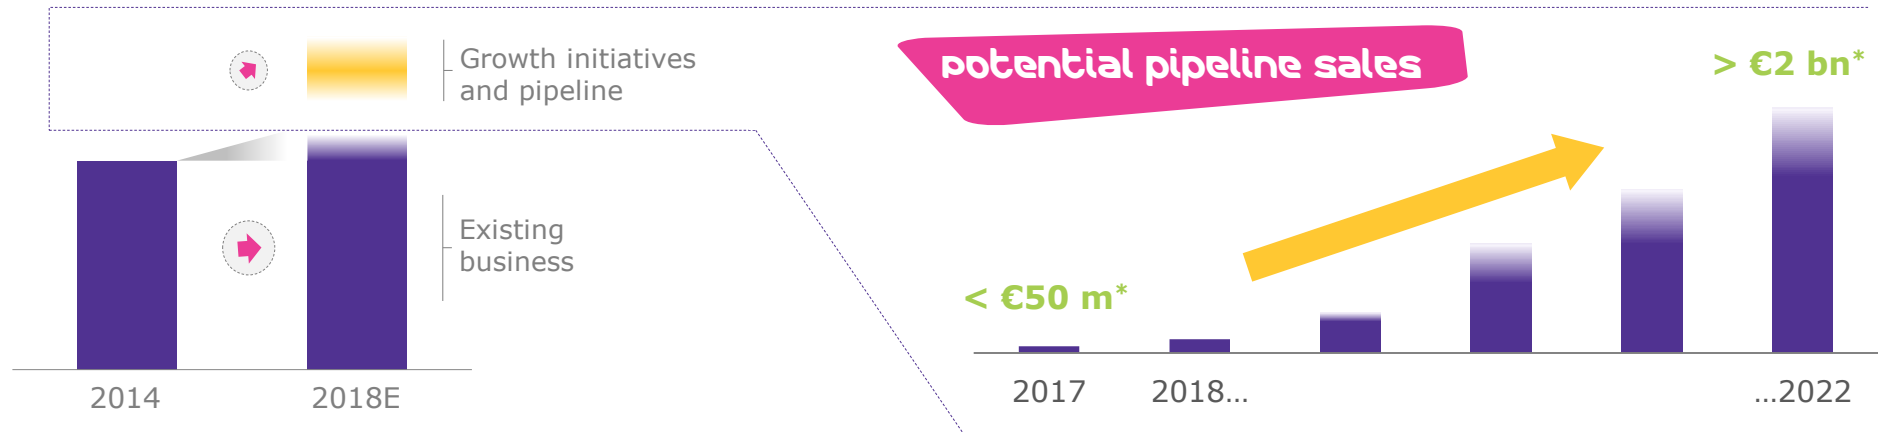 Growth initiatives
and pipeline
Existing
business
2014
2018E
potential pipeline sales
> €2 bn*
< €50 m*
2017
2018…
…2022